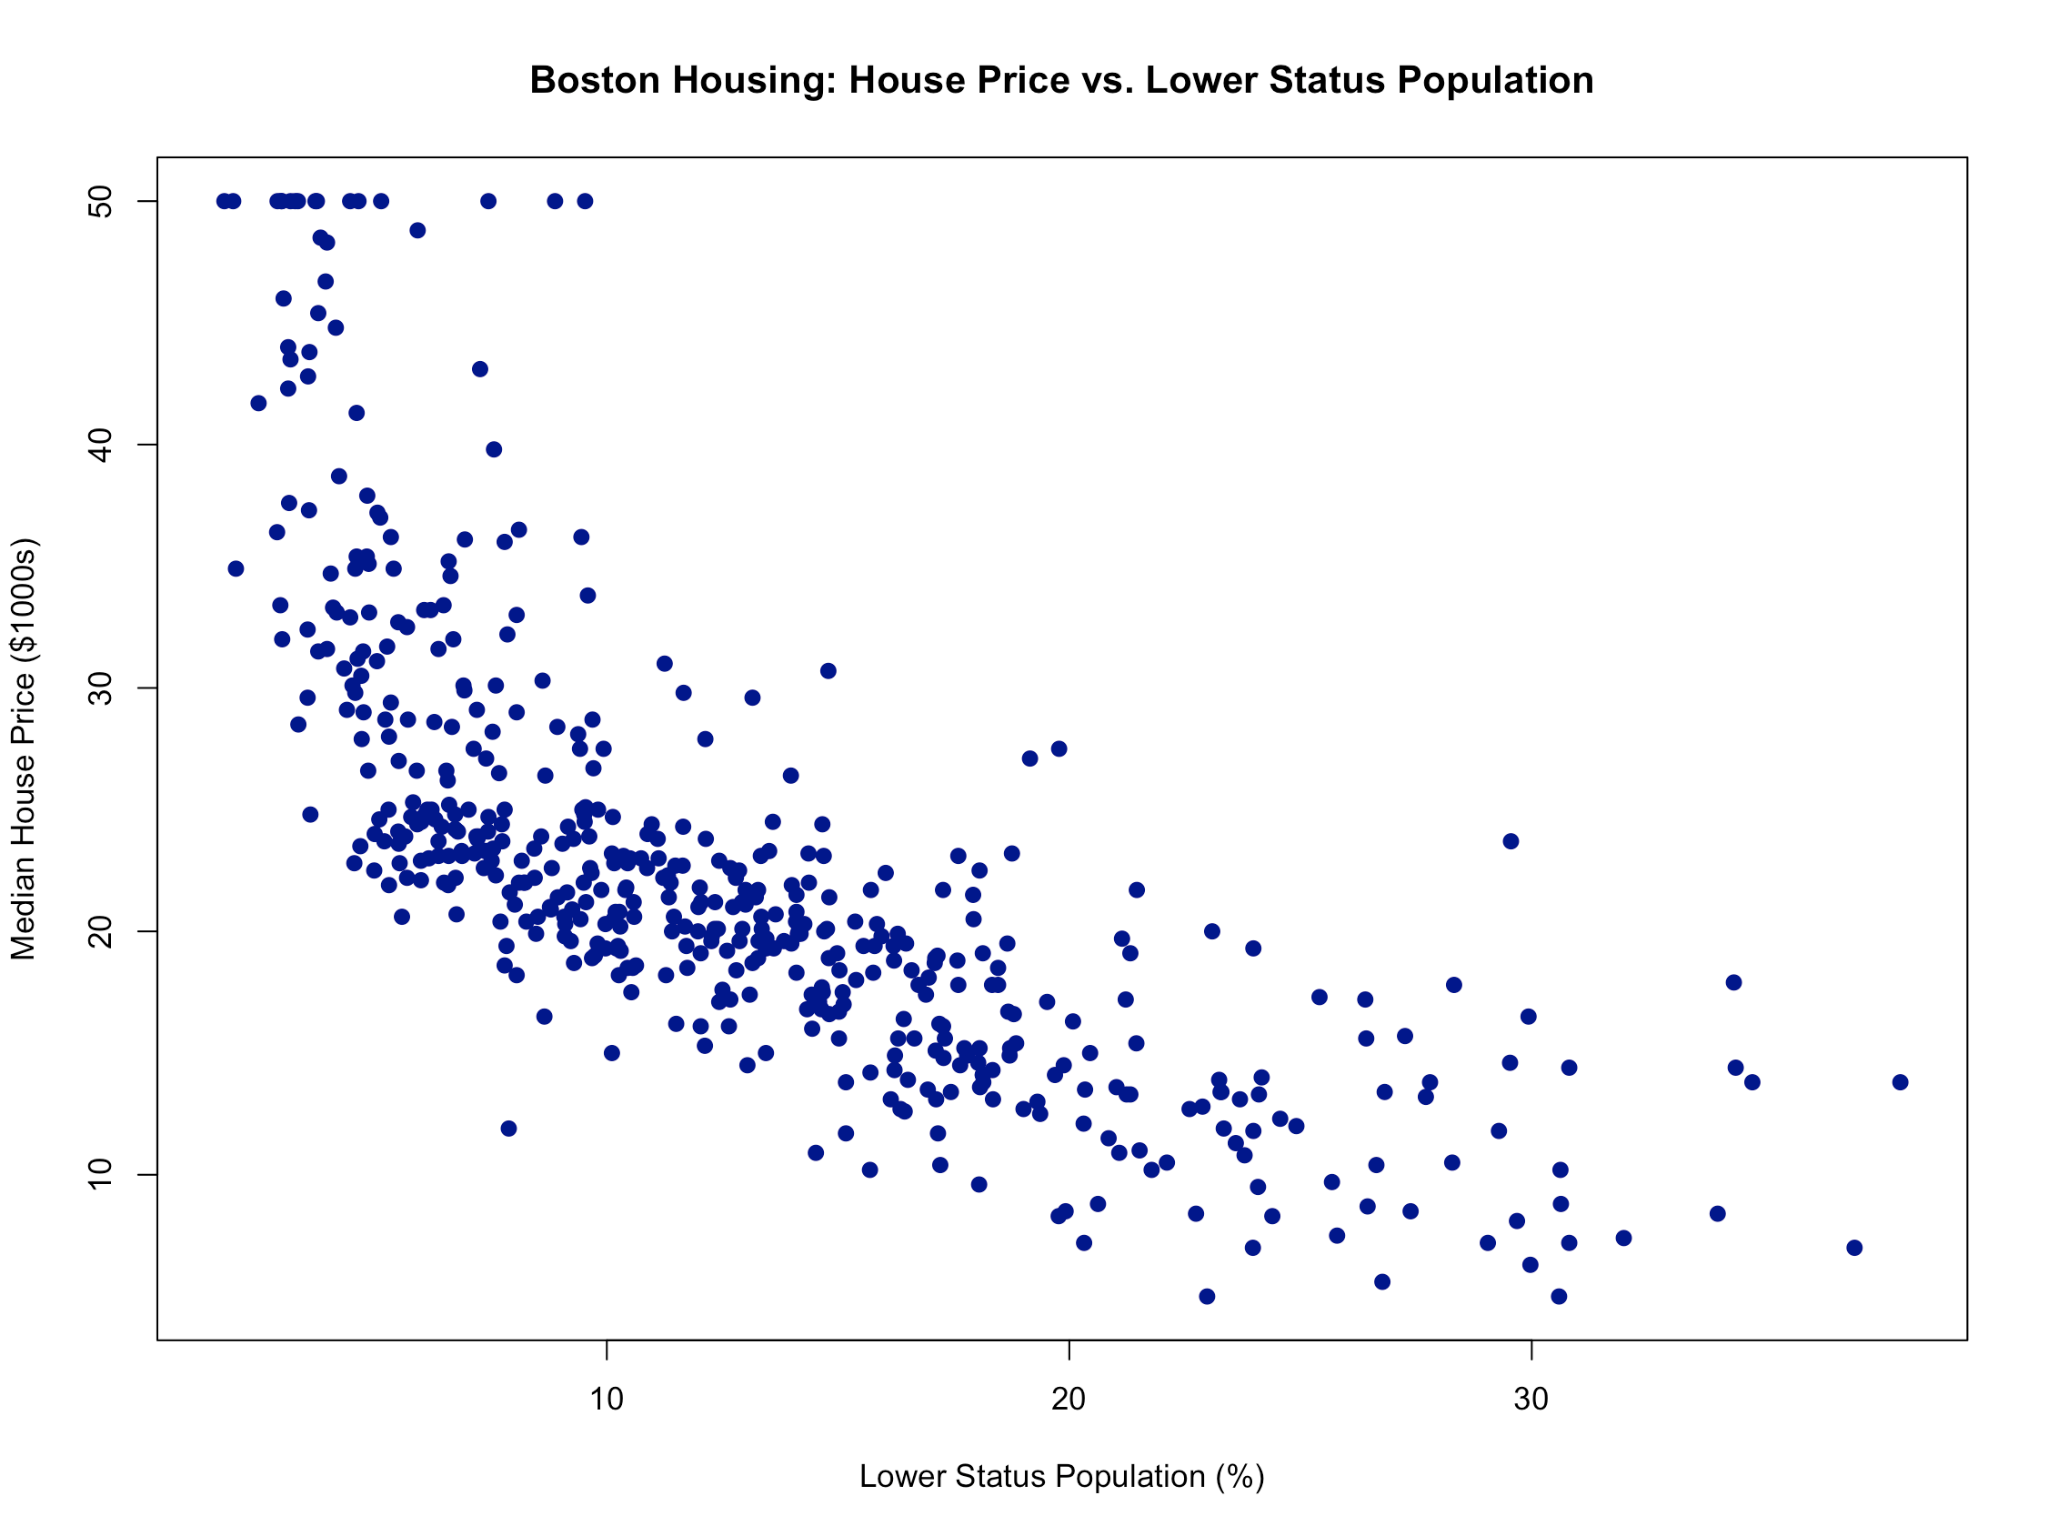 Boston Housing: House Price vs. Lower Status Population
Median House Price ($1000s)
50
40
30
20
10
10 20 30
Lower Status Population (%)